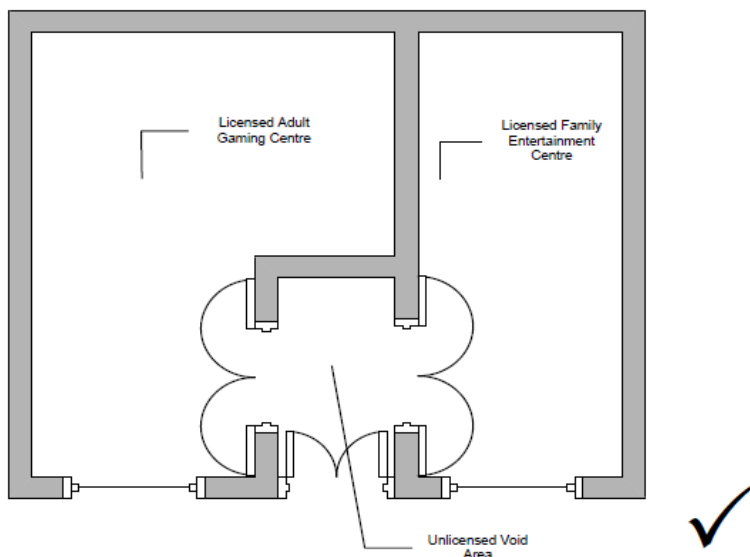 Licensed Adult
Gaming Centre
Licensed Family
Entertainment
Centre
Unlicensed Void
Area